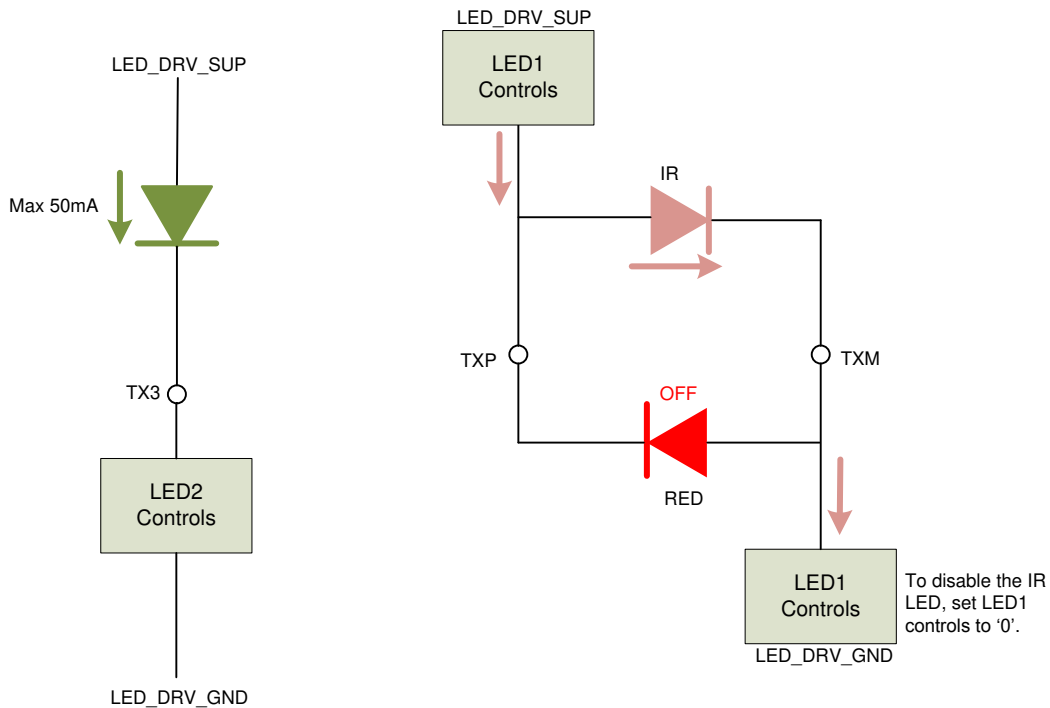 LED_DRV_SUP
Max 50mA
TX3
LED2
Controls
LED_DRV_GND
LED_DRV_SUP
LED1
Controls
IR
TXP
TXM
OFF
RED
LED1
Controls
To disable the IR
LED, set LED1
controls to ‘0’.
LED_DRV_GND